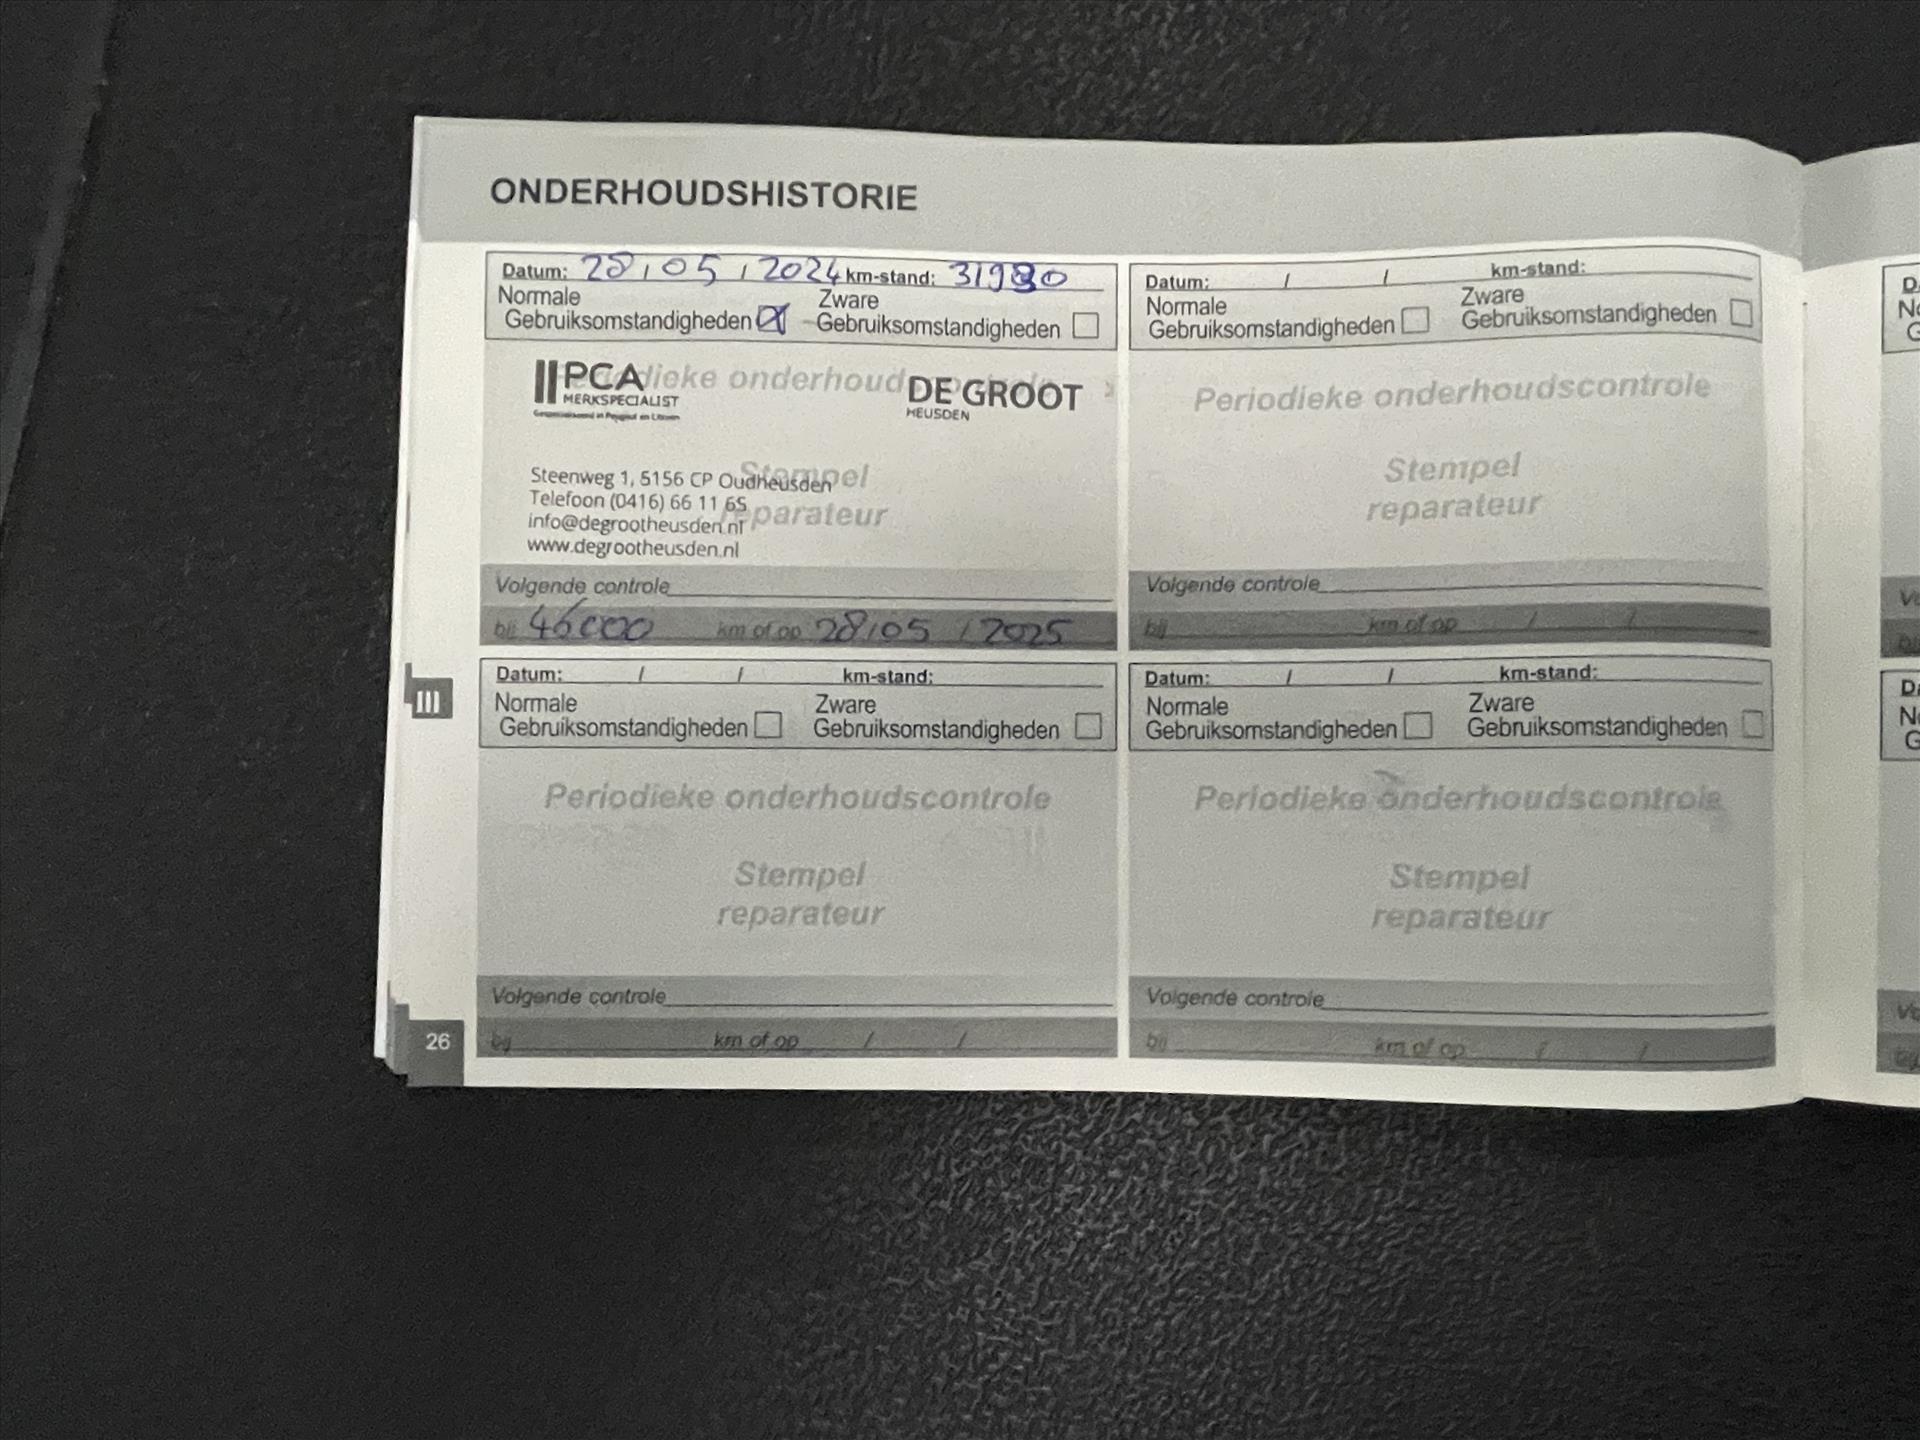 ONDERHOUDSHISTORIE
Datum: 28 / 05 / 2024 km-stand: 31980
Normale Zware
Gebruiksomstandigheden Gebruiksomstandigheden
Periodieke onderhoudscontrole
PCA DE GROOT
MERKSPECIALIST HEUSDEN
Stempel
reparateur
Steenweg 1, 5156 CP Oudheusden
Telefoon (0416) 66 11 65
info@degrootheusden.nl
www.degrootheusden.nl
Volgende controle
bij 46000 km of op 28 / 05 / 2025
Datum: / / km-stand:
Normale Zware
Gebruiksomstandigheden Gebruiksomstandigheden
Periodieke onderhoudscontrole
Stempel
reparateur
Volgende controle
bij km of op / /
III
Datum: / / km-stand:
Normale Zware
Gebruiksomstandigheden Gebruiksomstandigheden
Periodieke onderhoudscontrole
Stempel
reparateur
Volgende controle
bij km of op / /
Datum: / / km-stand:
Normale Zware
Gebruiksomstandigheden Gebruiksomstandigheden
Periodieke onderhoudscontrole
Stempel
reparateur
Volgende controle
bij km of op / /
26